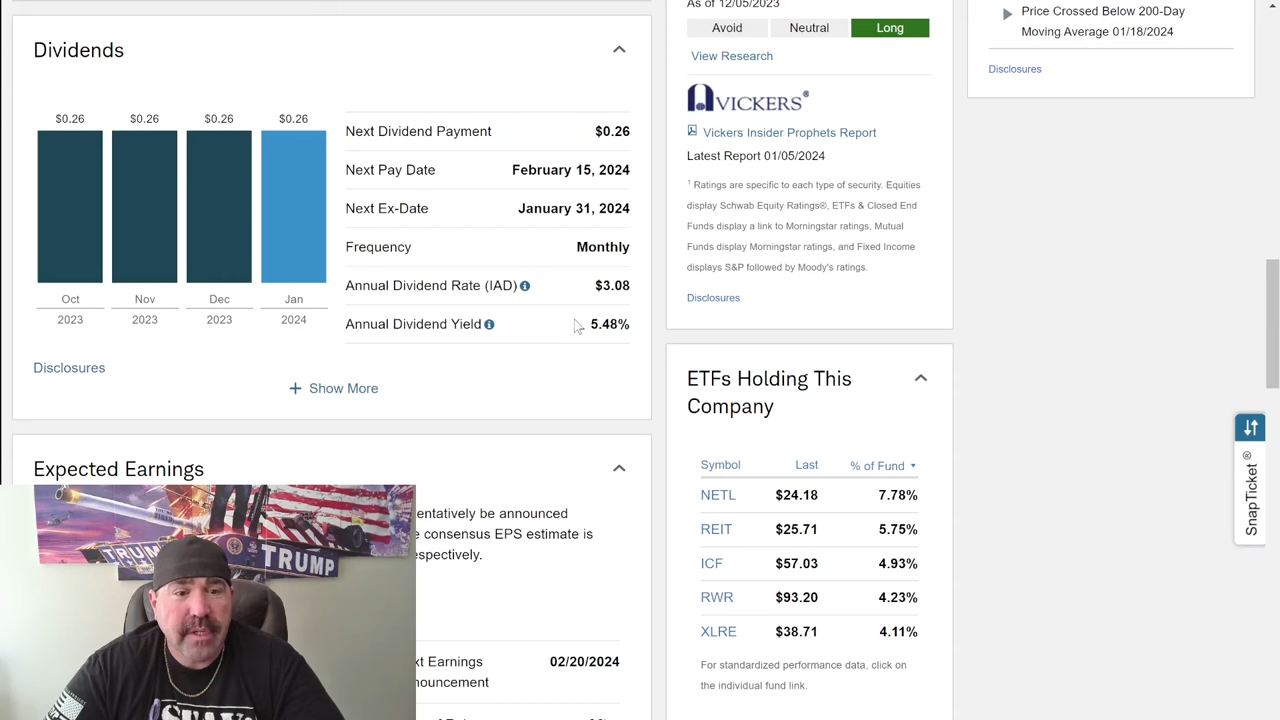 Dividends
$0.26 $0.26 $0.26 $0.26
Oct Nov Dec Jan
2023 2023 2023 2024
Next Dividend Payment $0.26
Next Pay Date February 15, 2024
Next Ex-Date January 31, 2024
Frequency Monthly
Annual Dividend Rate (IAD) $3.08
Annual Dividend Yield 5.48%
Disclosures
+ Show More
Expected Earnings
entatively be announced
e consensus EPS estimate is
espectively.
xt Earnings 02/20/2024
nouncement
TRUMP
TRUMP
As of 12/05/2023
Avoid Neutral Long
View Research
VICKERS®
Vickers Insider Prophets Report
Latest Report 01/05/2024
1 Ratings are specific to each type of security. Equities
display Schwab Equity Ratings®, ETFs & Closed End
Funds display a link to Morningstar ratings, Mutual
Funds display Morningstar ratings, and Fixed Income
displays S&P followed by Moody's ratings.
Disclosures
ETFs Holding This
Company
Symbol Last % of Fund
NETL $24.18 7.78%
REIT $25.71 5.75%
ICF $57.03 4.93%
RWR $93.20 4.23%
XLRE $38.71 4.11%
For standardized performance data, click on
the individual fund link.
Price Crossed Below 200-Day
Moving Average 01/18/2024
Disclosures
SnapTicket®